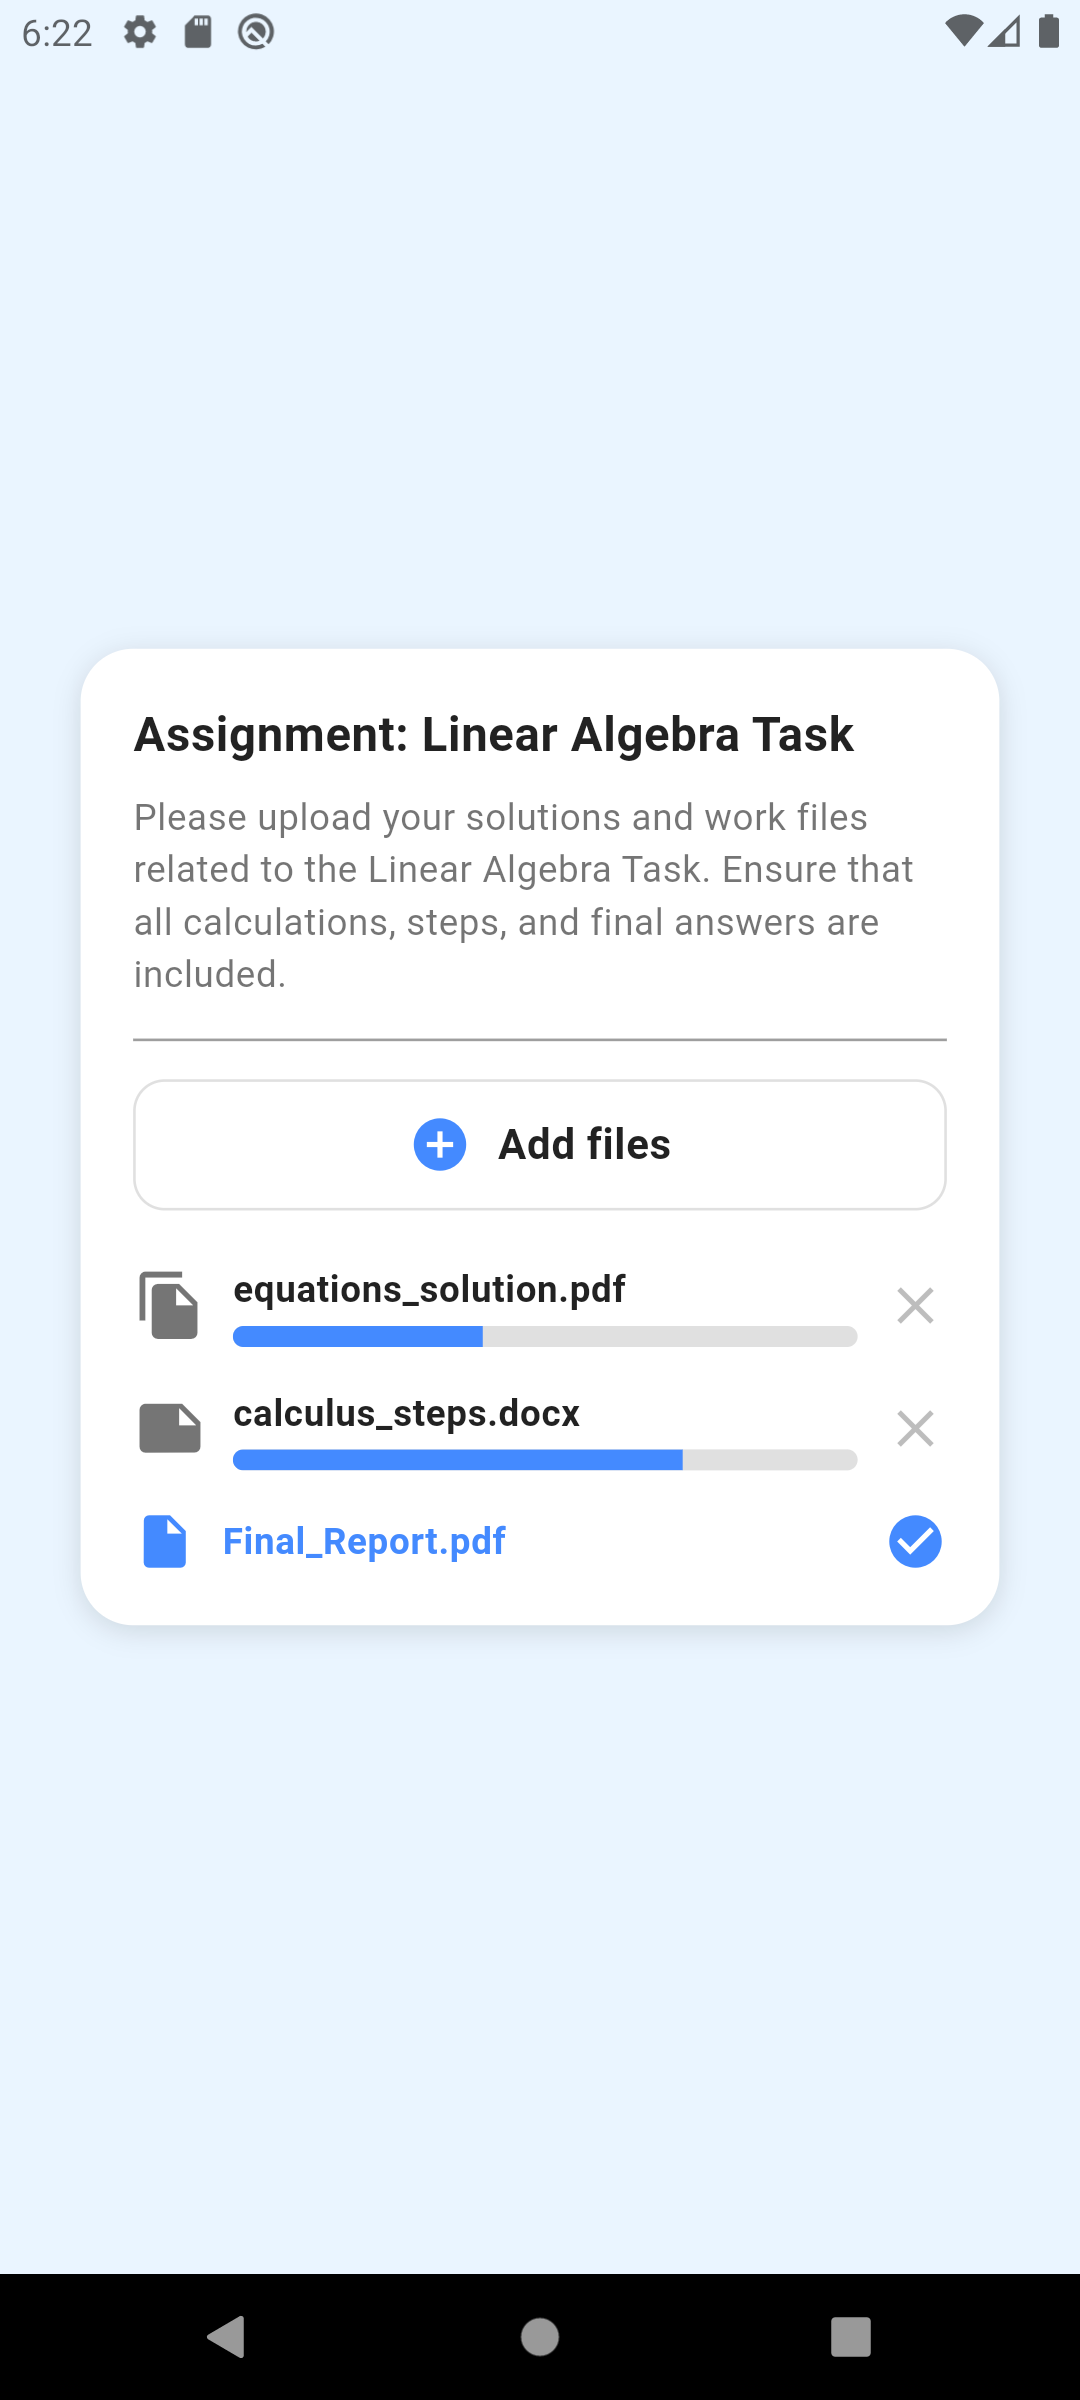 6:22
Assignment: Linear Algebra Task
Please upload your solutions and work files
related to the Linear Algebra Task. Ensure that
all calculations, steps, and final answers are
included.
Add files
equations_solution.pdf
calculus_steps.docx
Final_Report.pdf